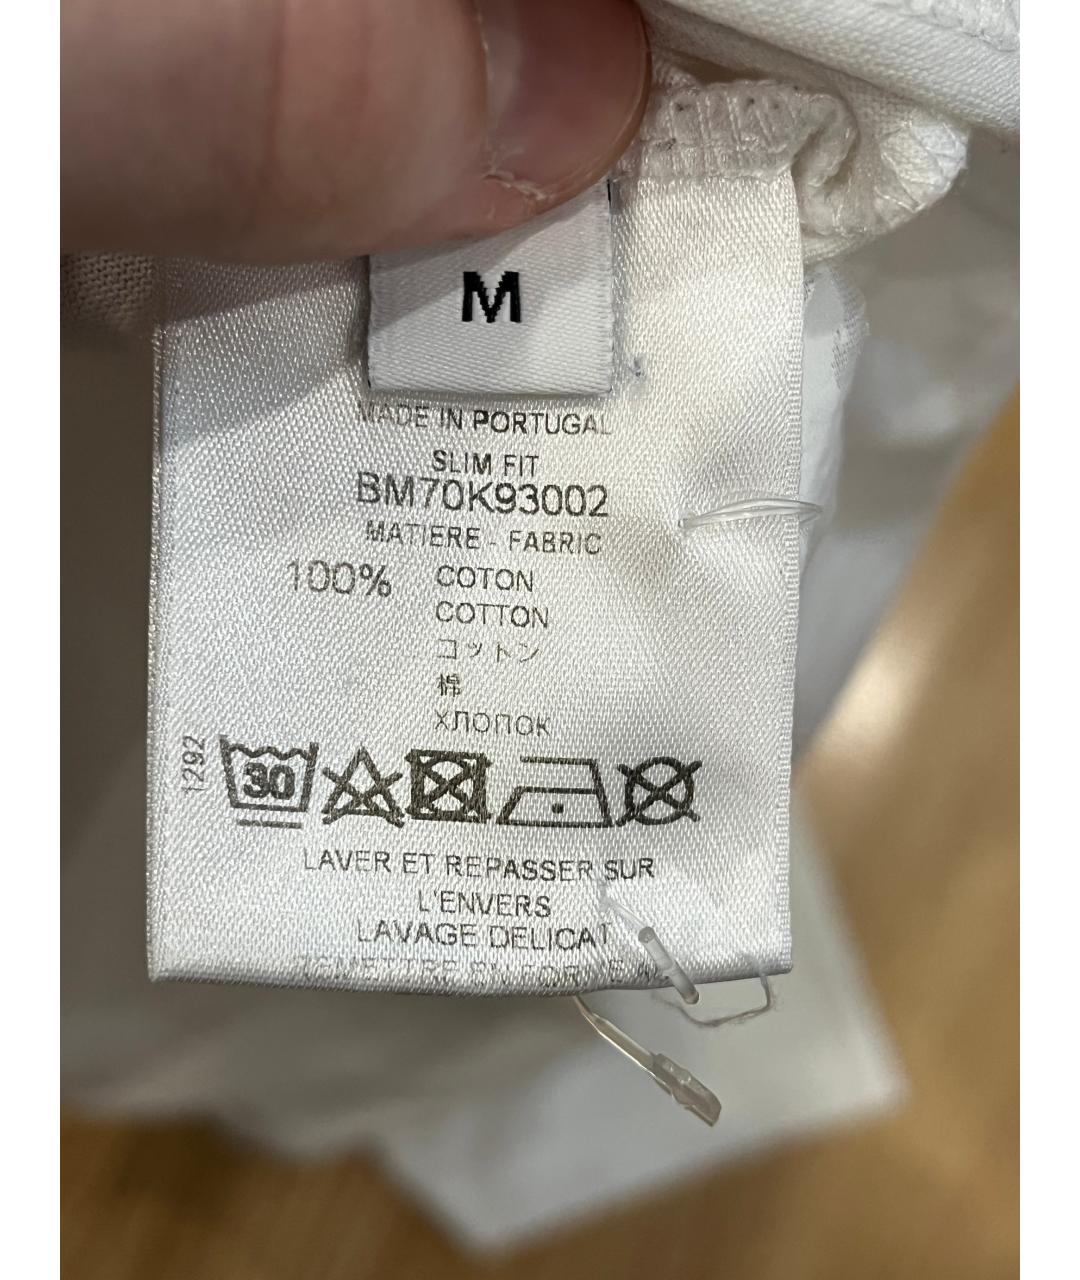 M
MADE IN PORTUGAL
SLIM FIT
BM70K93002
MATIERE - FABRIC
100% COTON
COTTON
コットン
棉
ХЛОПОК
1292
30
LAVER ET REPASSER SUR
L'ENVERS
LAVAGE DELICAT